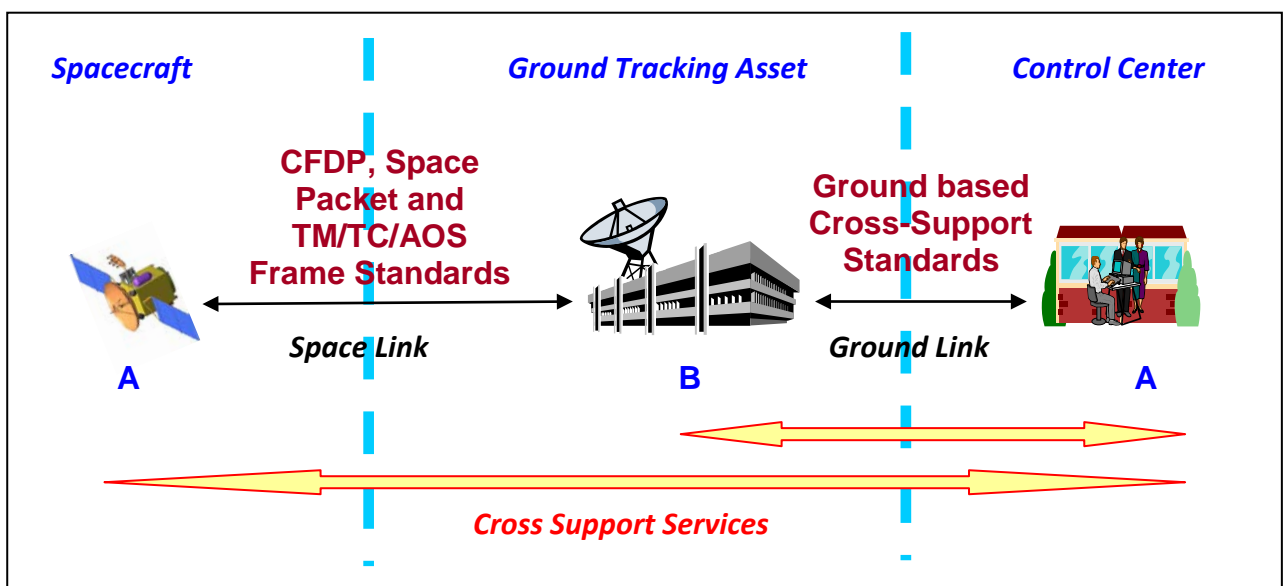 Spacecraft
Ground Tracking Asset
Control Center
CFDP, Space
Packet and
TM/TC/AOS
Frame Standards
Ground based
Cross-Support
Standards
Space Link
Ground Link
A
B
A
Cross Support Services